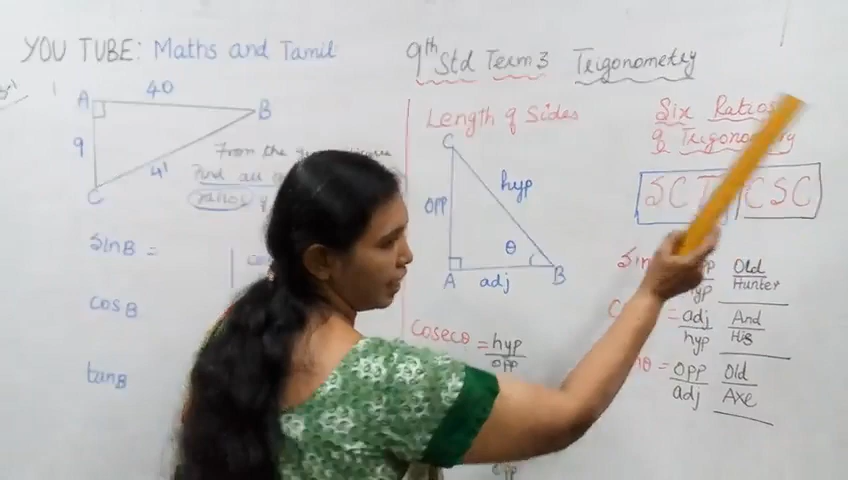 YOU TUBE: Maths and Tamil
9th Std Term 3 Trigonometry
A 40 B
9
41
C
From the
Find all
ratios
SinB =
cosB
tanB
Length of Sides
C
opp hyp
θ
A adj B
Cosecθ = hyp
opp
opp
Six Ratios
of Trigonometry
SCT CSC
Old
hyp Hunter
= adj And
hyp His
= opp Old
adj Axe